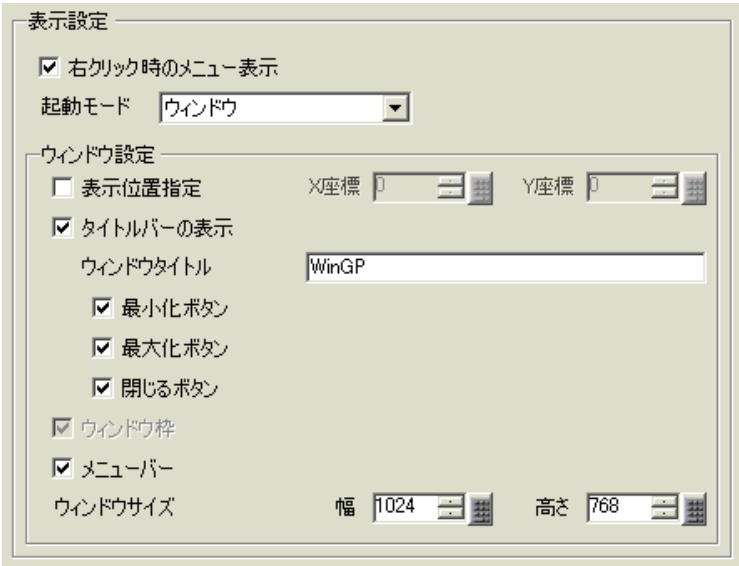 表示設定
右クリック時のメニュー表示
起動モード ウィンドウ
ウィンドウ設定
表示位置指定 X座標 0 Y座標 0
タイトルバーの表示
ウィンドウタイトル WinGP
最小化ボタン
最大化ボタン
閉じるボタン
ウィンドウ枠
メニューバー
ウィンドウサイズ 幅 1024 高さ 768